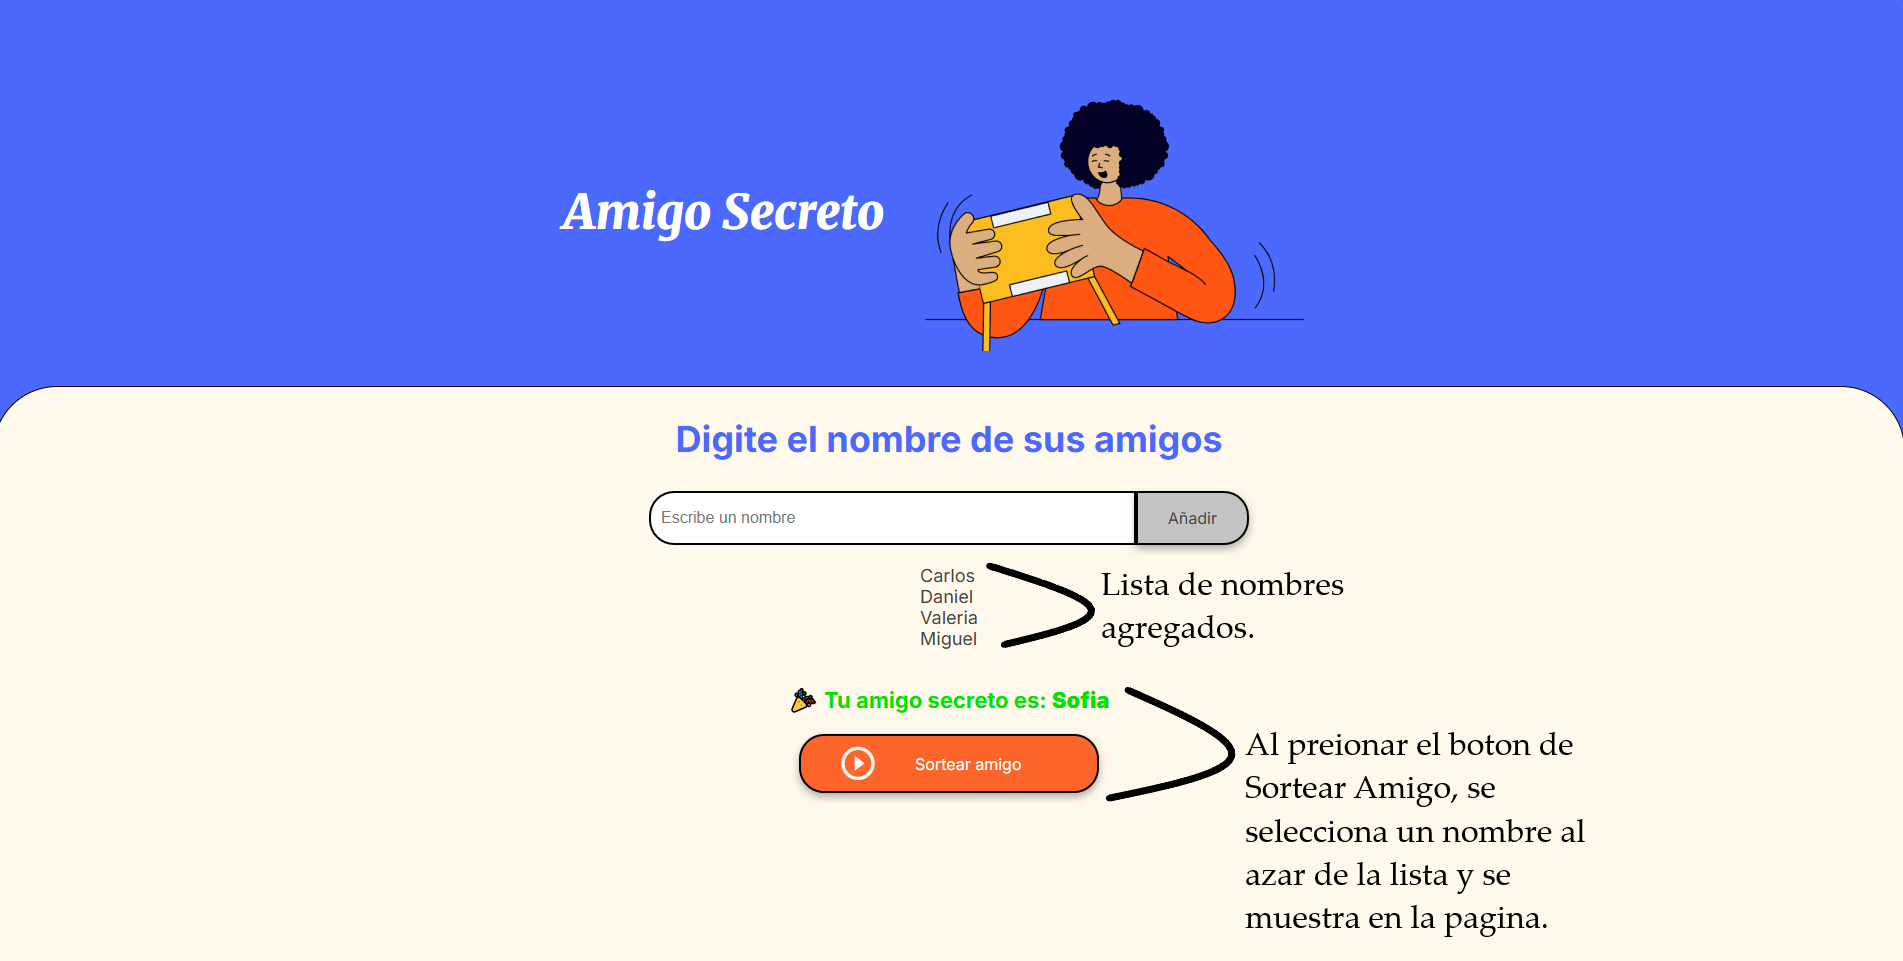 Amigo Secreto
Digite el nombre de sus amigos
Escribe un nombre
Añadir
Carlos
Daniel
Valeria
Miguel
Lista de nombres
agregados.
Tu amigo secreto es: Sofia
Sortear amigo
Al preionar el boton de
Sortear Amigo, se
selecciona un nombre al
azar de la lista y se
muestra en la pagina.